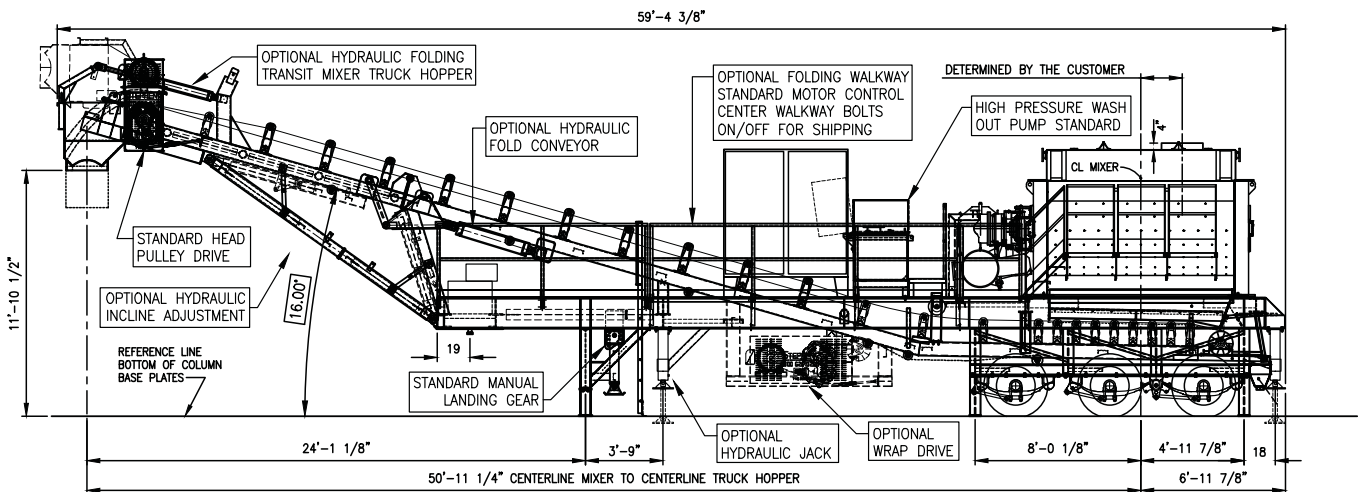 59'-4 3/8"
OPTIONAL HYDRAULIC FOLDING
TRANSIT MIXER TRUCK HOPPER
OPTIONAL HYDRAULIC
FOLD CONVEYOR
OPTIONAL FOLDING WALKWAY
STANDARD MOTOR CONTROL
CENTER WALKWAY BOLTS
ON/OFF FOR SHIPPING
DETERMINED BY THE CUSTOMER
HIGH PRESSURE WASH
OUT PUMP STANDARD
4"
CL MIXER
STANDARD HEAD
PULLEY DRIVE
11'-10 1/2"
OPTIONAL HYDRAULIC
INCLINE ADJUSTMENT
16.00°
REFERENCE LINE
BOTTOM OF COLUMN
BASE PLATES
19
STANDARD MANUAL
LANDING GEAR
OPTIONAL
HYDRAULIC JACK
OPTIONAL
WRAP DRIVE
24'-1 1/8"
3'-9"
8'-0 1/8"
4'-11 7/8"
18
50'-11 1/4" CENTERLINE MIXER TO CENTERLINE TRUCK HOPPER
6'-11 7/8"